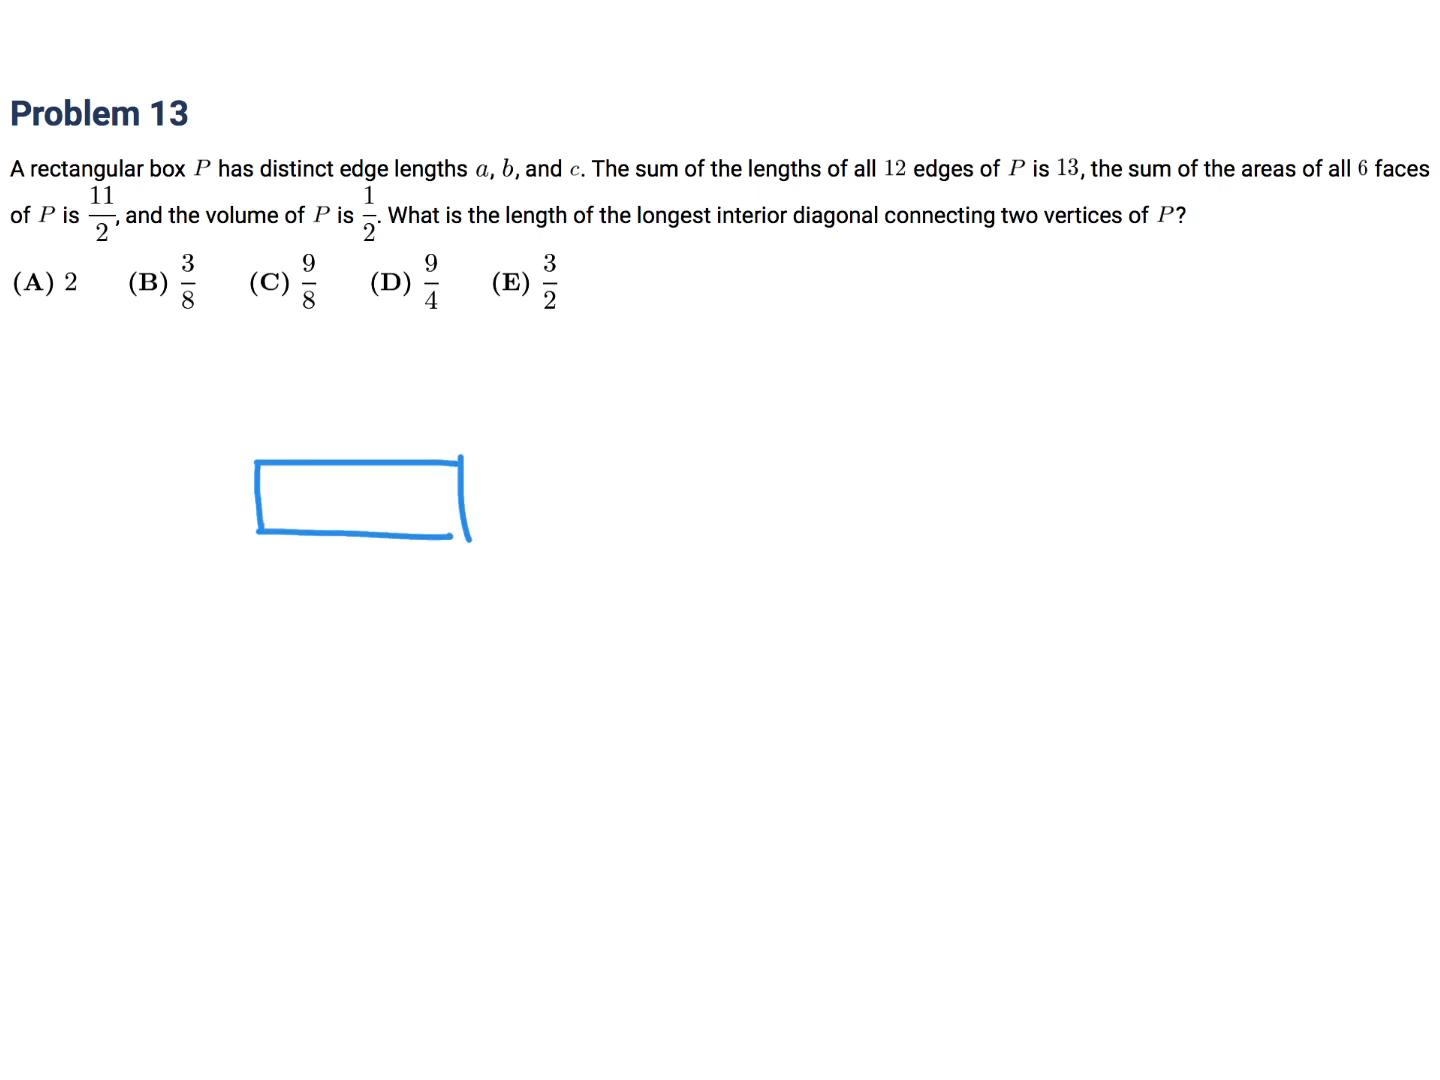 Problem 13
A rectangular box P has distinct edge lengths a, b, and c. The sum of the lengths of all 12 edges of P is 13, the sum of the areas of all 6 faces
of P is 11/2, and the volume of P is 1/2. What is the length of the longest interior diagonal connecting two vertices of P?
(A) 2 (B) 3/8 (C) 9/8 (D) 9/4 (E) 3/2